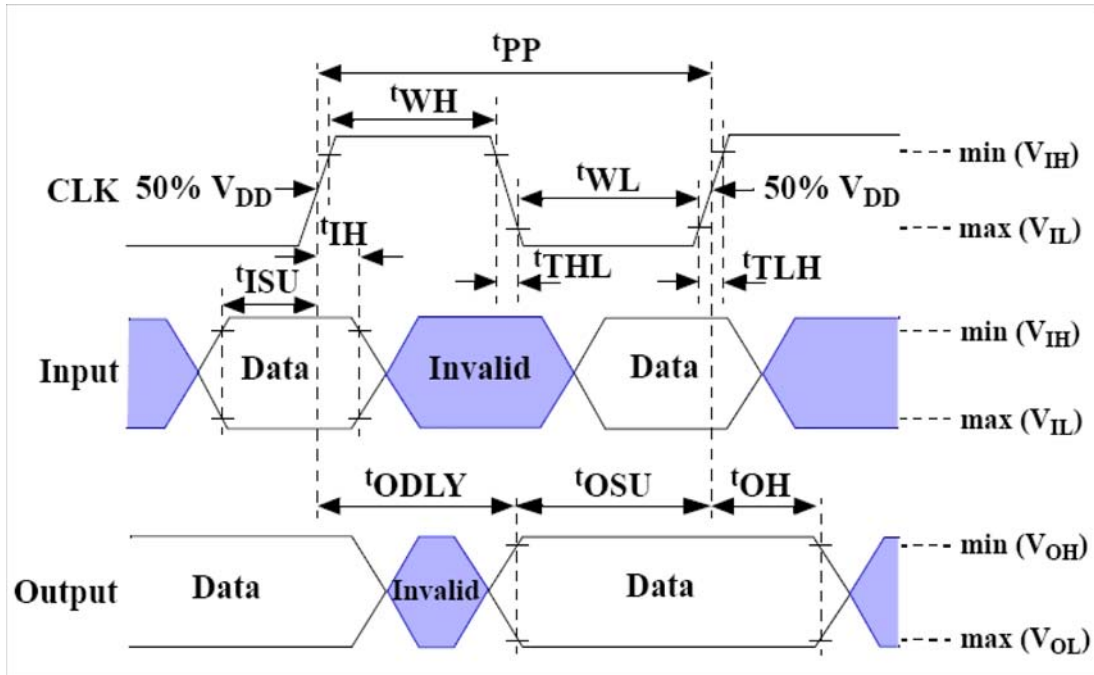 tPP
tWH
min (VIH)
CLK 50% VDD
tWL
50% VDD
tIH
max (VIL)
tISU
tTHL
tTLH
min (VIH)
Input
Data
Invalid
Data
max (VIL)
tODLY
tOSU
tOH
min (VOH)
Output
Data
Invalid
Data
max (VOL)